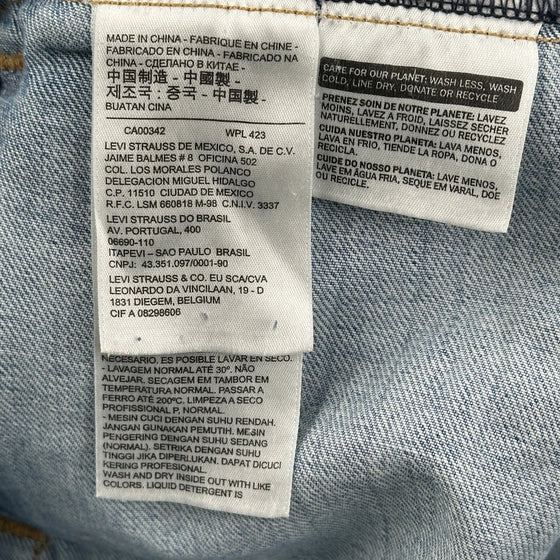 MADE IN CHINA - FABRIQUE EN CHINE -
FABRICADO EN CHINA - FABRICADO NA
CHINA - СДЕЛАНО В КИТАЕ -
中国制造 - 中國製 -
제조국: 중국 - 中国製 -
BUATAN CINA
CA00342 WPL 423
LEVI STRAUSS DE MEXICO, S.A. DE C.V.
JAIME BALMES # 8 OFICINA 502
COL. LOS MORALES POLANCO
DELEGACION MIGUEL HIDALGO
C.P. 11510 CIUDAD DE MEXICO
R.F.C. LSM 660818 M-98 C.N.I.V. 3337
LEVI STRAUSS DO BRASIL
AV. PORTUGAL, 400
06690-110
ITAPEVI - SAO PAULO BRASIL
CNPJ: 43.351.097/0001-90
LEVI STRAUSS & CO. EU SCA/CVA
LEONARDO DA VINCILAAN, 19 - D
1831 DIEGEM, BELGIUM
CIF A 08298606
NECESARIO. ES POSIBLE LAVAR EN SECO.
- LAVAGEM NORMAL ATÉ 30º. NÃO
ALVEJAR. SECAGEM EM TAMBOR EM
TEMPERATURA NORMAL. PASSAR A
FERRO ATÉ 200ºC. LIMPEZA A SECO
PROFISSIONAL P, NORMAL.
- MESIN CUCI DENGAN SUHU RENDAH.
JANGAN GUNAKAN PEMUTIH. MESIN
PENGERING DENGAN SUHU SEDANG
(NORMAL). SETRIKA DENGAN SUHU
TINGGI JIKA DIPERLUKAN. DAPAT DICUCI
KERING PROFESIONAL.
WASH AND DRY INSIDE OUT WITH LIKE
COLORS. LIQUID DETERGENT IS
CARE FOR OUR PLANET: WASH LESS, WASH
COLD, LINE DRY, DONATE OR RECYCLE
PRENEZ SOIN DE NOTRE PLANETE: LAVEZ
MOINS, LAVEZ A FROID, LAISSEZ SECHER
NATURELLEMENT, DONNEZ OU RECYCLEZ
CUIDA NUESTRO PLANETA: LAVA MENOS,
LAVA EN FRÍO, TIENDE LA ROPA, DONA O
RECICLA.
CUIDE DO NOSSO PLANETA: LAVE MENOS,
LAVE EM ÁGUA FRIA, SEQUE EM VARAL, DOE
OU RECICLE.